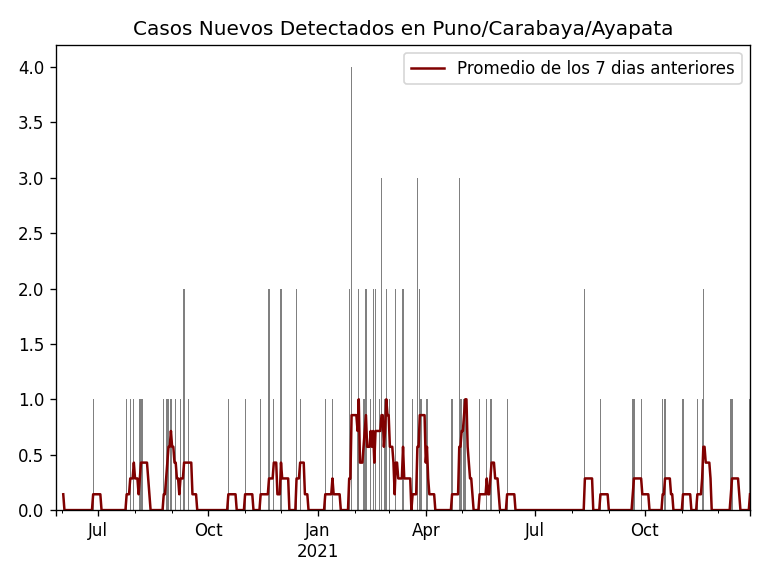 Casos Nuevos Detectados en Puno/Carabaya/Ayapata
Promedio de los 7 dias anteriores
4.0
3.5
3.0
2.5
2.0
1.5
1.0
0.5
0.0
Jul
Oct
Jan
2021
Apr
Jul
Oct